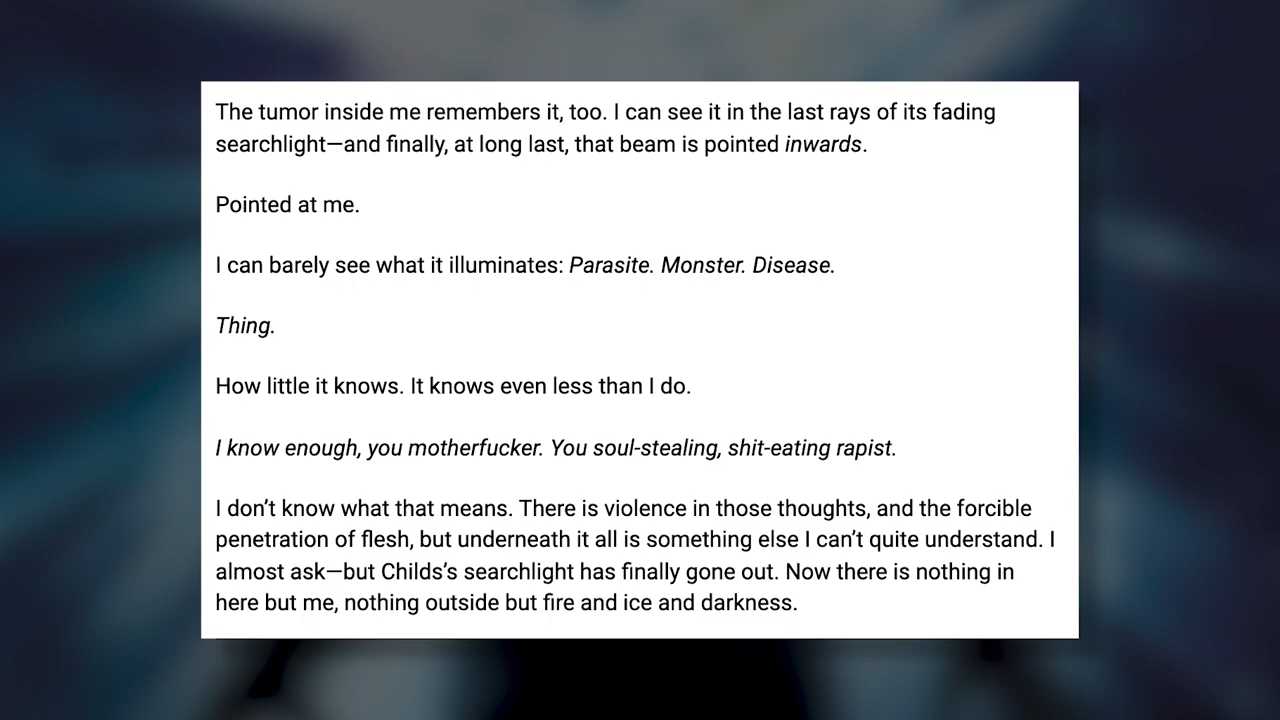 The tumor inside me remembers it, too. I can see it in the last rays of its fading
searchlight—and finally, at long last, that beam is pointed inwards.
Pointed at me.
I can barely see what it illuminates: Parasite. Monster. Disease.
Thing.
How little it knows. It knows even less than I do.
I know enough, you motherfucker. You soul-stealing, shit-eating rapist.
I don’t know what that means. There is violence in those thoughts, and the forcible
penetration of flesh, but underneath it all is something else I can’t quite understand. I
almost ask—but Childs’s searchlight has finally gone out. Now there is nothing in
here but me, nothing outside but fire and ice and darkness.